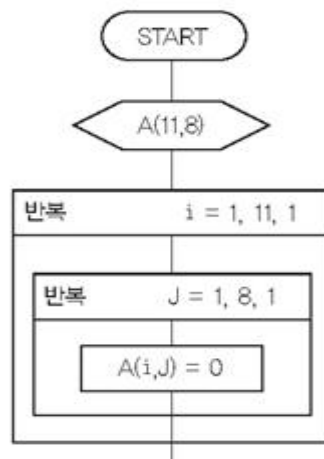 START
A(11,8)
반복 i = 1, 11, 1
반복 J = 1, 8, 1
A(i,J) = 0